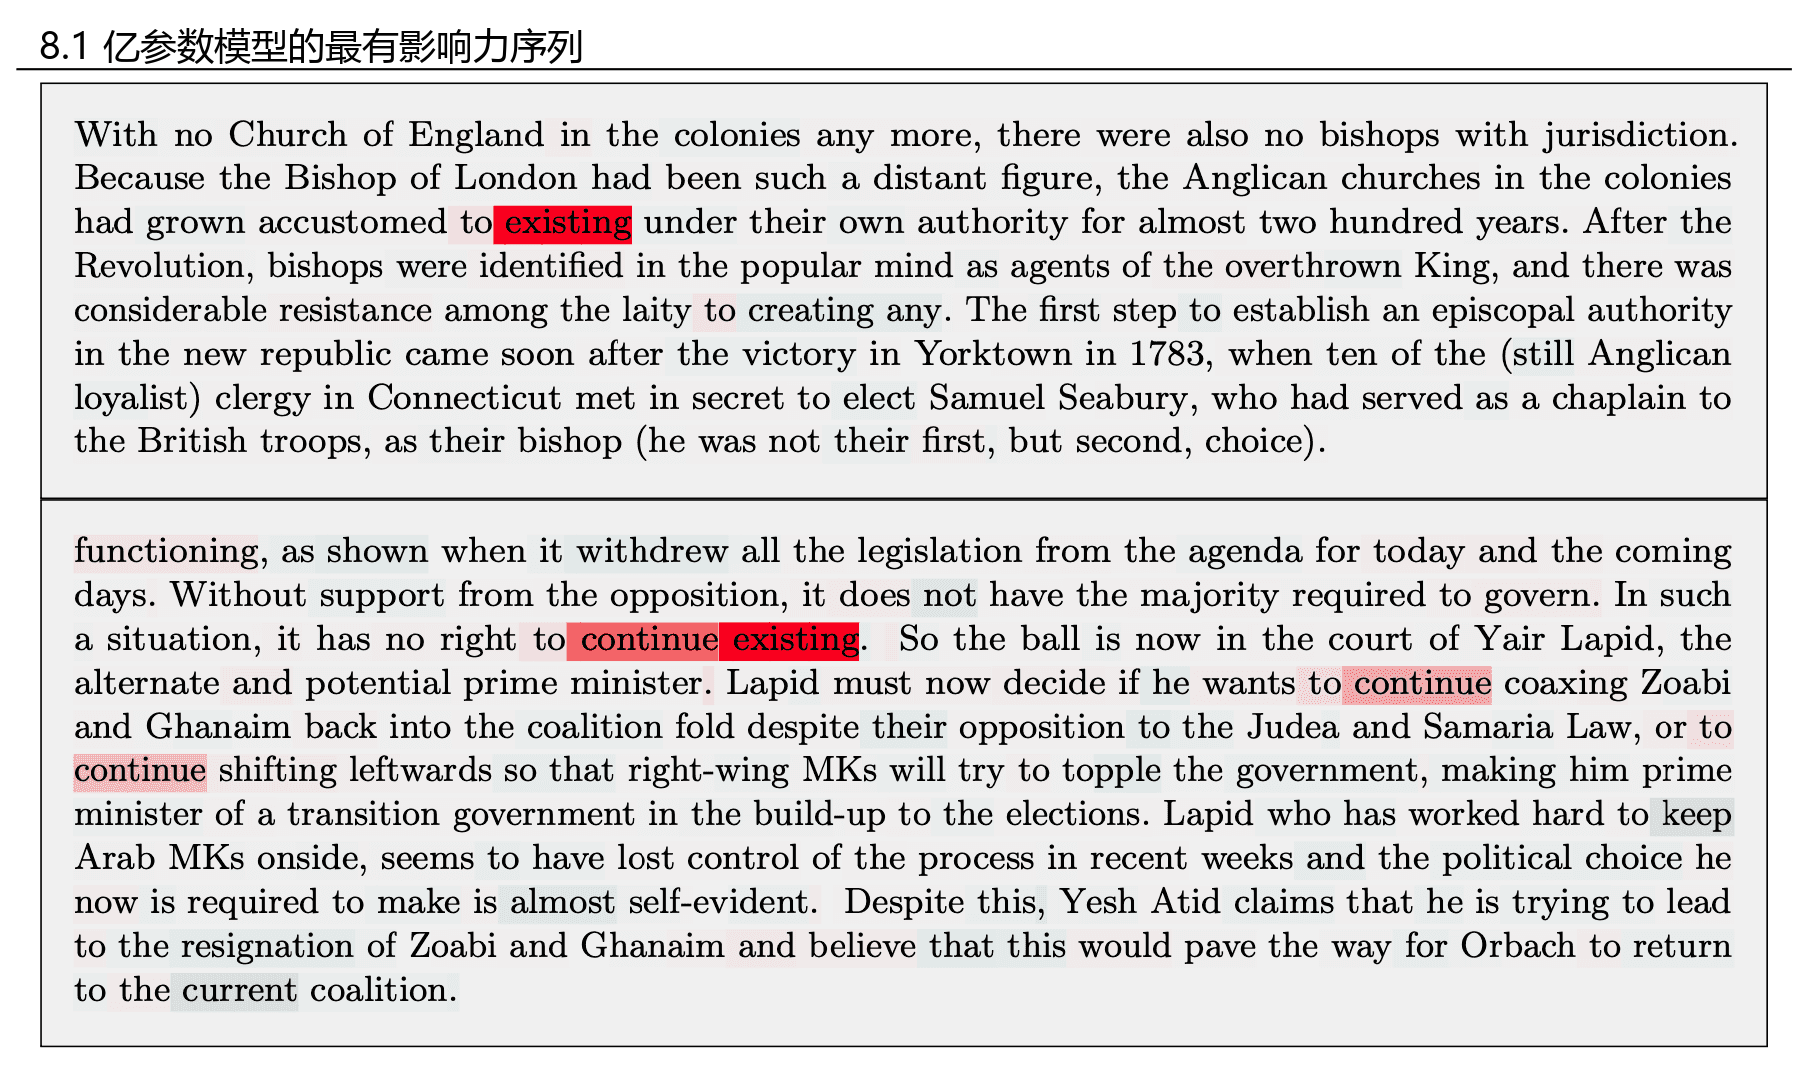 8.1 亿参数模型的最有影响力序列
With no Church of England in the colonies any more, there were also no bishops with jurisdiction.
Because the Bishop of London had been such a distant figure, the Anglican churches in the colonies
had grown accustomed to existing under their own authority for almost two hundred years. After the
Revolution, bishops were identified in the popular mind as agents of the overthrown King, and there was
considerable resistance among the laity to creating any. The first step to establish an episcopal authority
in the new republic came soon after the victory in Yorktown in 1783, when ten of the (still Anglican
loyalist) clergy in Connecticut met in secret to elect Samuel Seabury, who had served as a chaplain to
the British troops, as their bishop (he was not their first, but second, choice).
functioning, as shown when it withdrew all the legislation from the agenda for today and the coming
days. Without support from the opposition, it does not have the majority required to govern. In such
a situation, it has no right to continue existing. So the ball is now in the court of Yair Lapid, the
alternate and potential prime minister. Lapid must now decide if he wants to continue coaxing Zoabi
and Ghanaim back into the coalition fold despite their opposition to the Judea and Samaria Law, or to
continue shifting leftwards so that right-wing MKs will try to topple the government, making him prime
minister of a transition government in the build-up to the elections. Lapid who has worked hard to keep
Arab MKs onside, seems to have lost control of the process in recent weeks and the political choice he
now is required to make is almost self-evident. Despite this, Yesh Atid claims that he is trying to lead
to the resignation of Zoabi and Ghanaim and believe that this would pave the way for Orbach to return
to the current coalition.